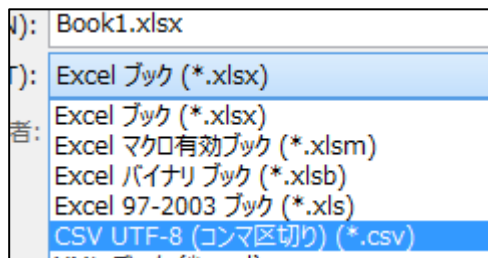 N): Book1.xlsx
T): Excel ブック (*.xlsx)
者: Excel ブック (*.xlsx)
Excel マクロ有効ブック (*.xlsm)
Excel バイナリ ブック (*.xlsb)
Excel 97-2003 ブック (*.xls)
CSV UTF-8 (コンマ区切り) (*.csv)